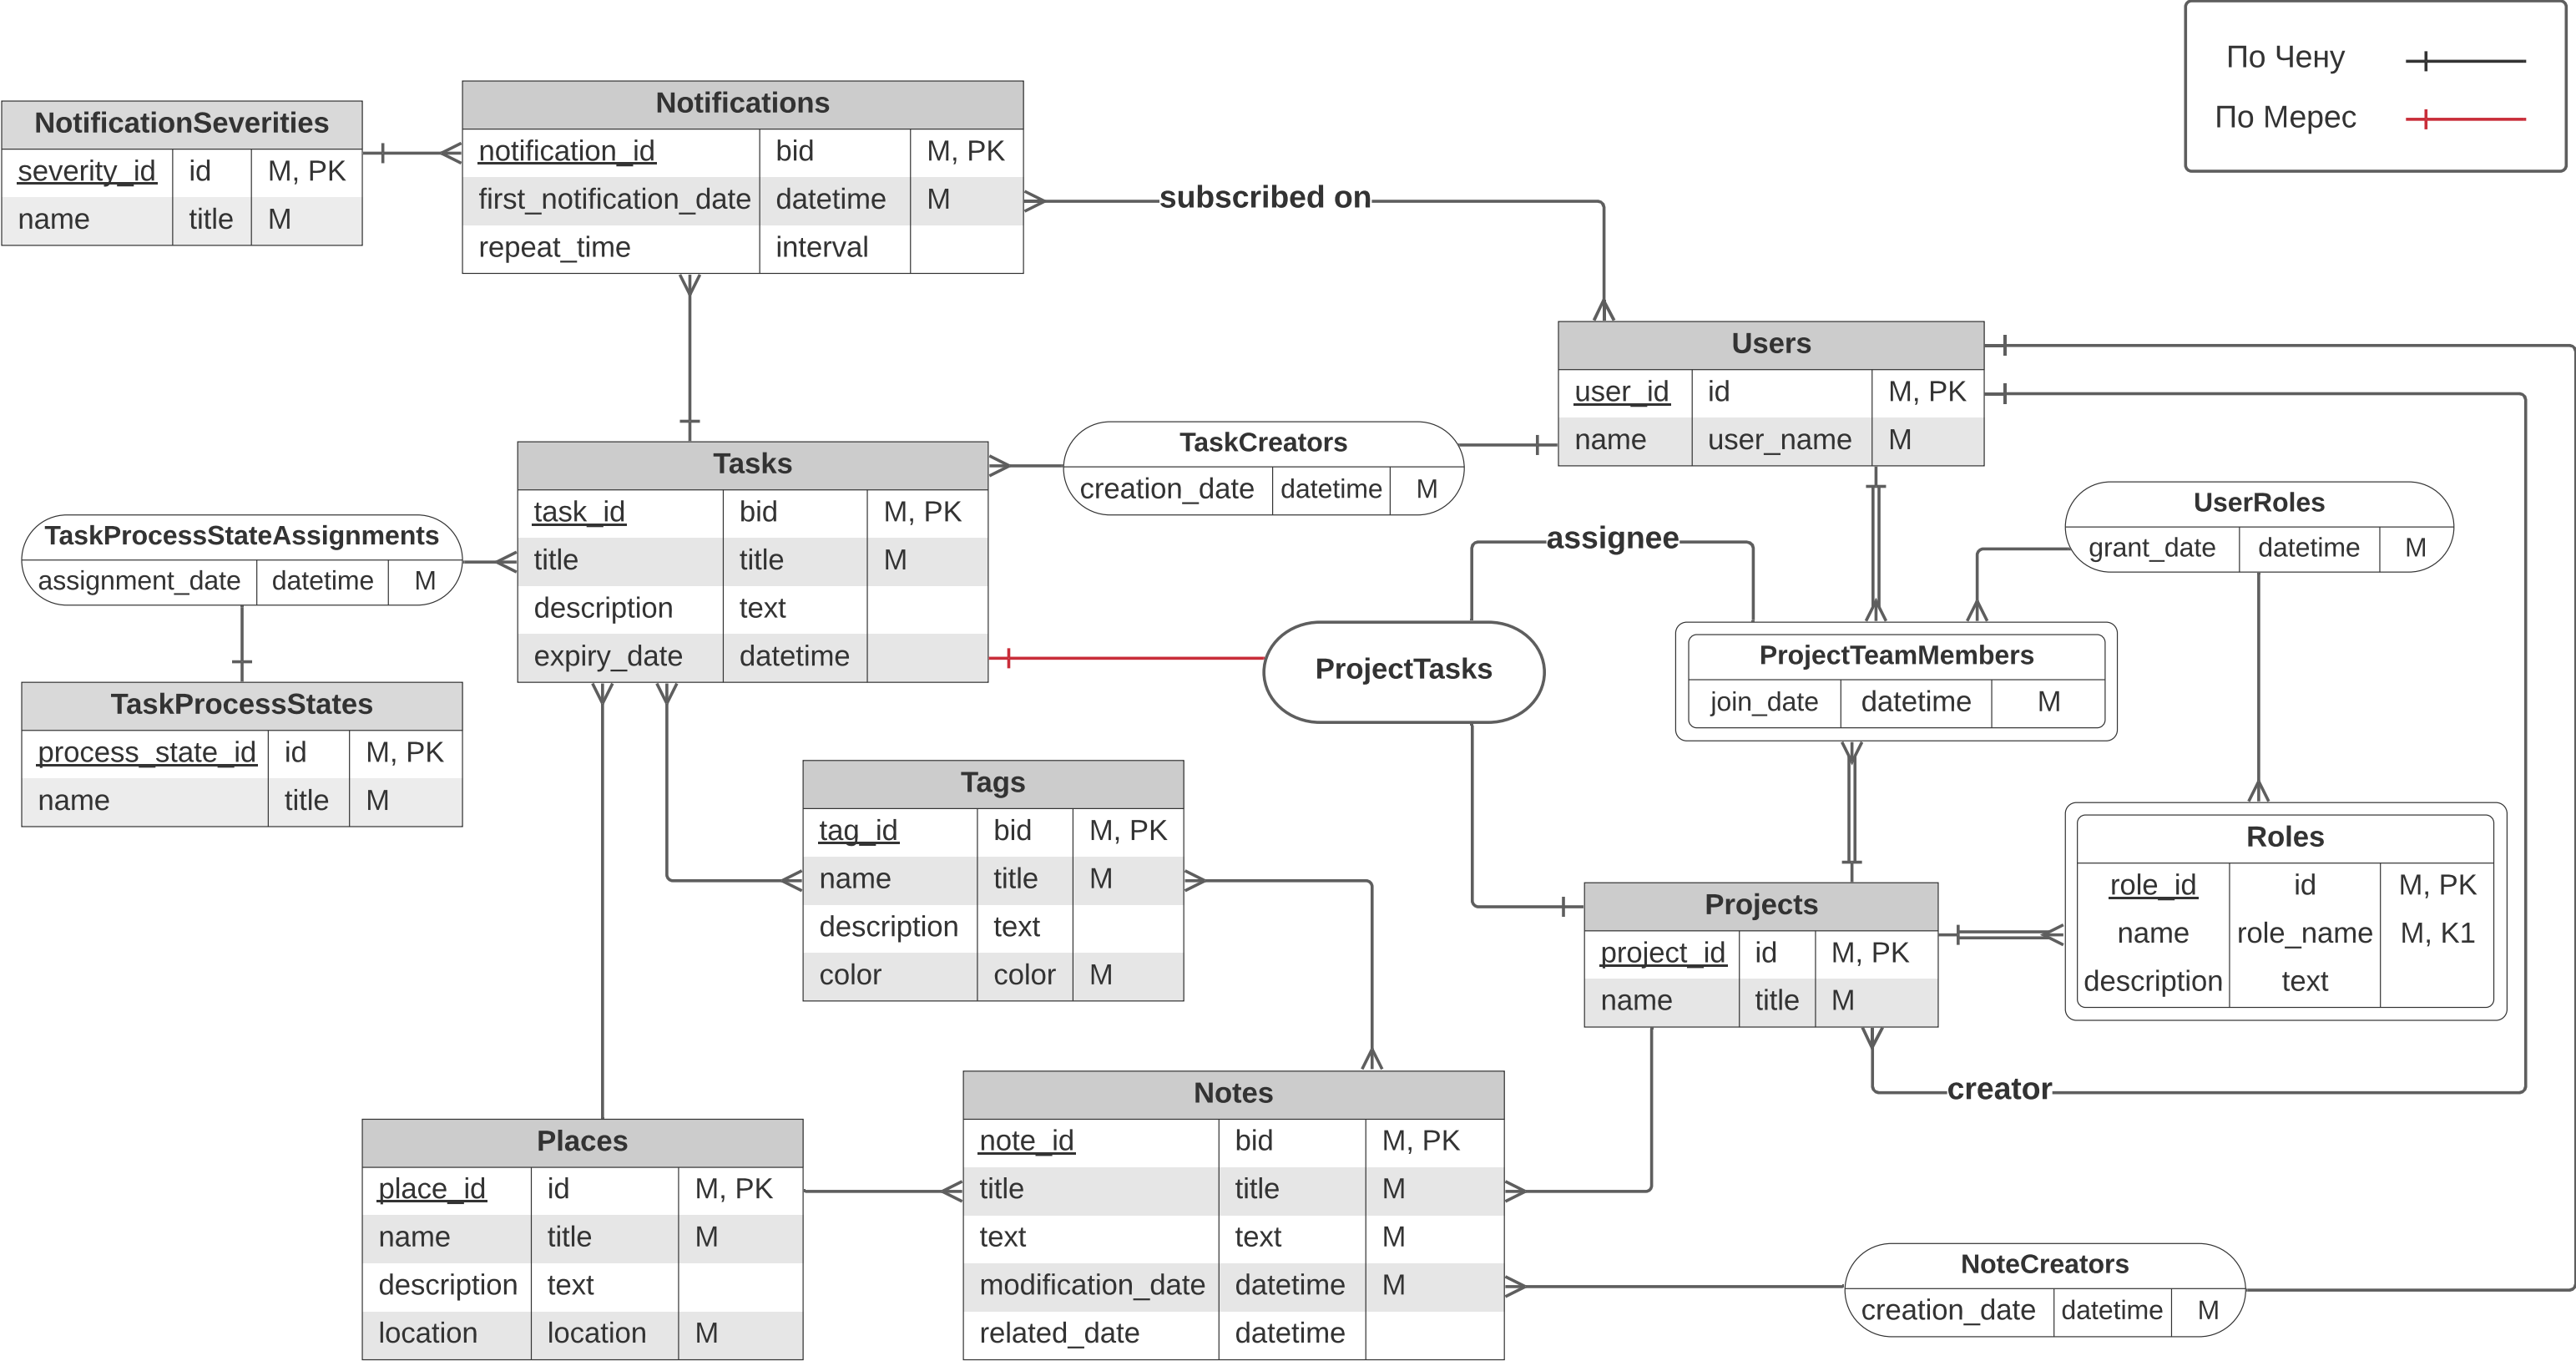 По Чену
По Мерес
NotificationSeverities
severity_id id M, PK
name title M
Notifications
notification_id bid M, PK
first_notification_date datetime M
repeat_time interval
subscribed on
Users
user_id id M, PK
name user_name M
TaskCreators
creation_date datetime M
Tasks
task_id bid M, PK
title title M
description text
expiry_date datetime
TaskProcessStateAssignments
assignment_date datetime M
TaskProcessStates
process_state_id id M, PK
name title M
assignee
UserRoles
grant_date datetime M
ProjectTasks
ProjectTeamMembers
join_date datetime M
Tags
tag_id bid M, PK
name title M
description text
color color M
Roles
role_id id M, PK
name role_name M, K1
description text
Projects
project_id id M, PK
name title M
creator
Places
place_id id M, PK
name title M
description text
location location M
Notes
note_id bid M, PK
title title M
text text M
modification_date datetime M
related_date datetime
NoteCreators
creation_date datetime M